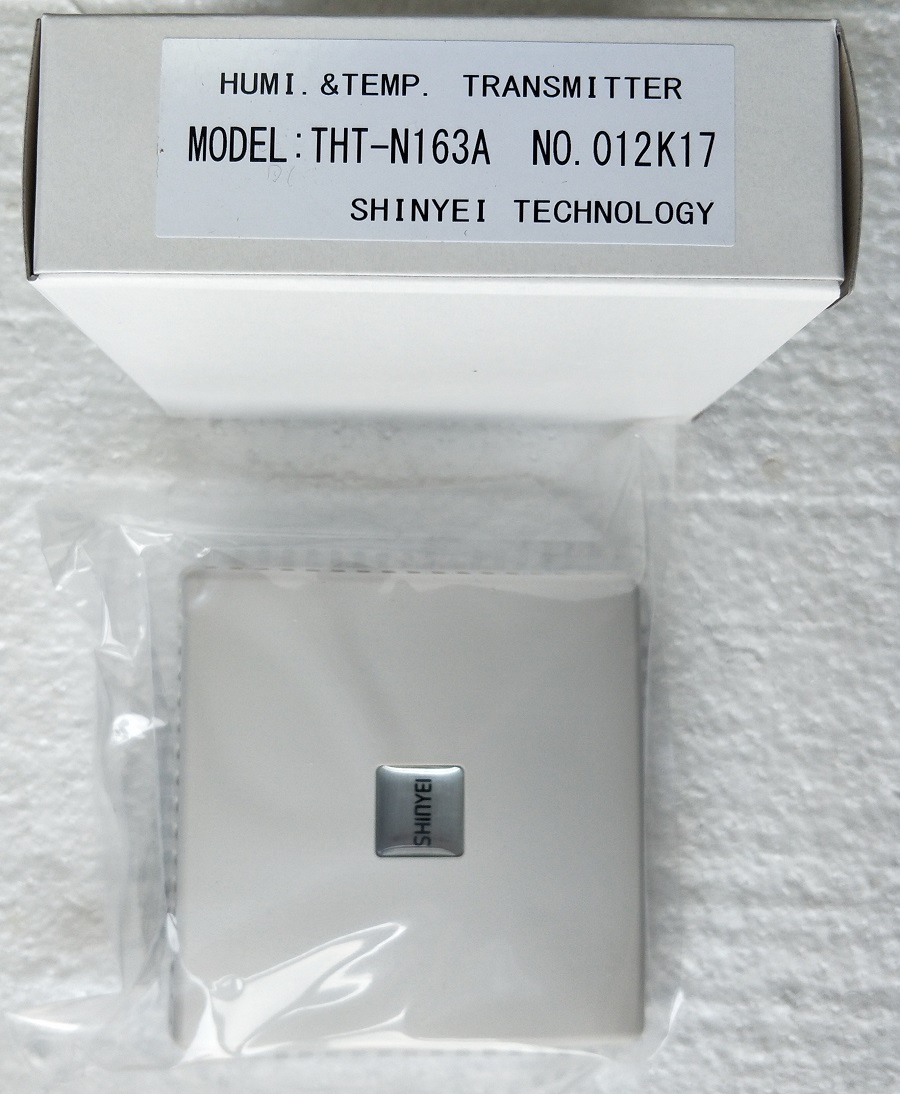 HUMI.&TEMP. TRANSMITTER
MODEL:THT-N163A NO.012K17
SHINYEI TECHNOLOGY
SHINYEI